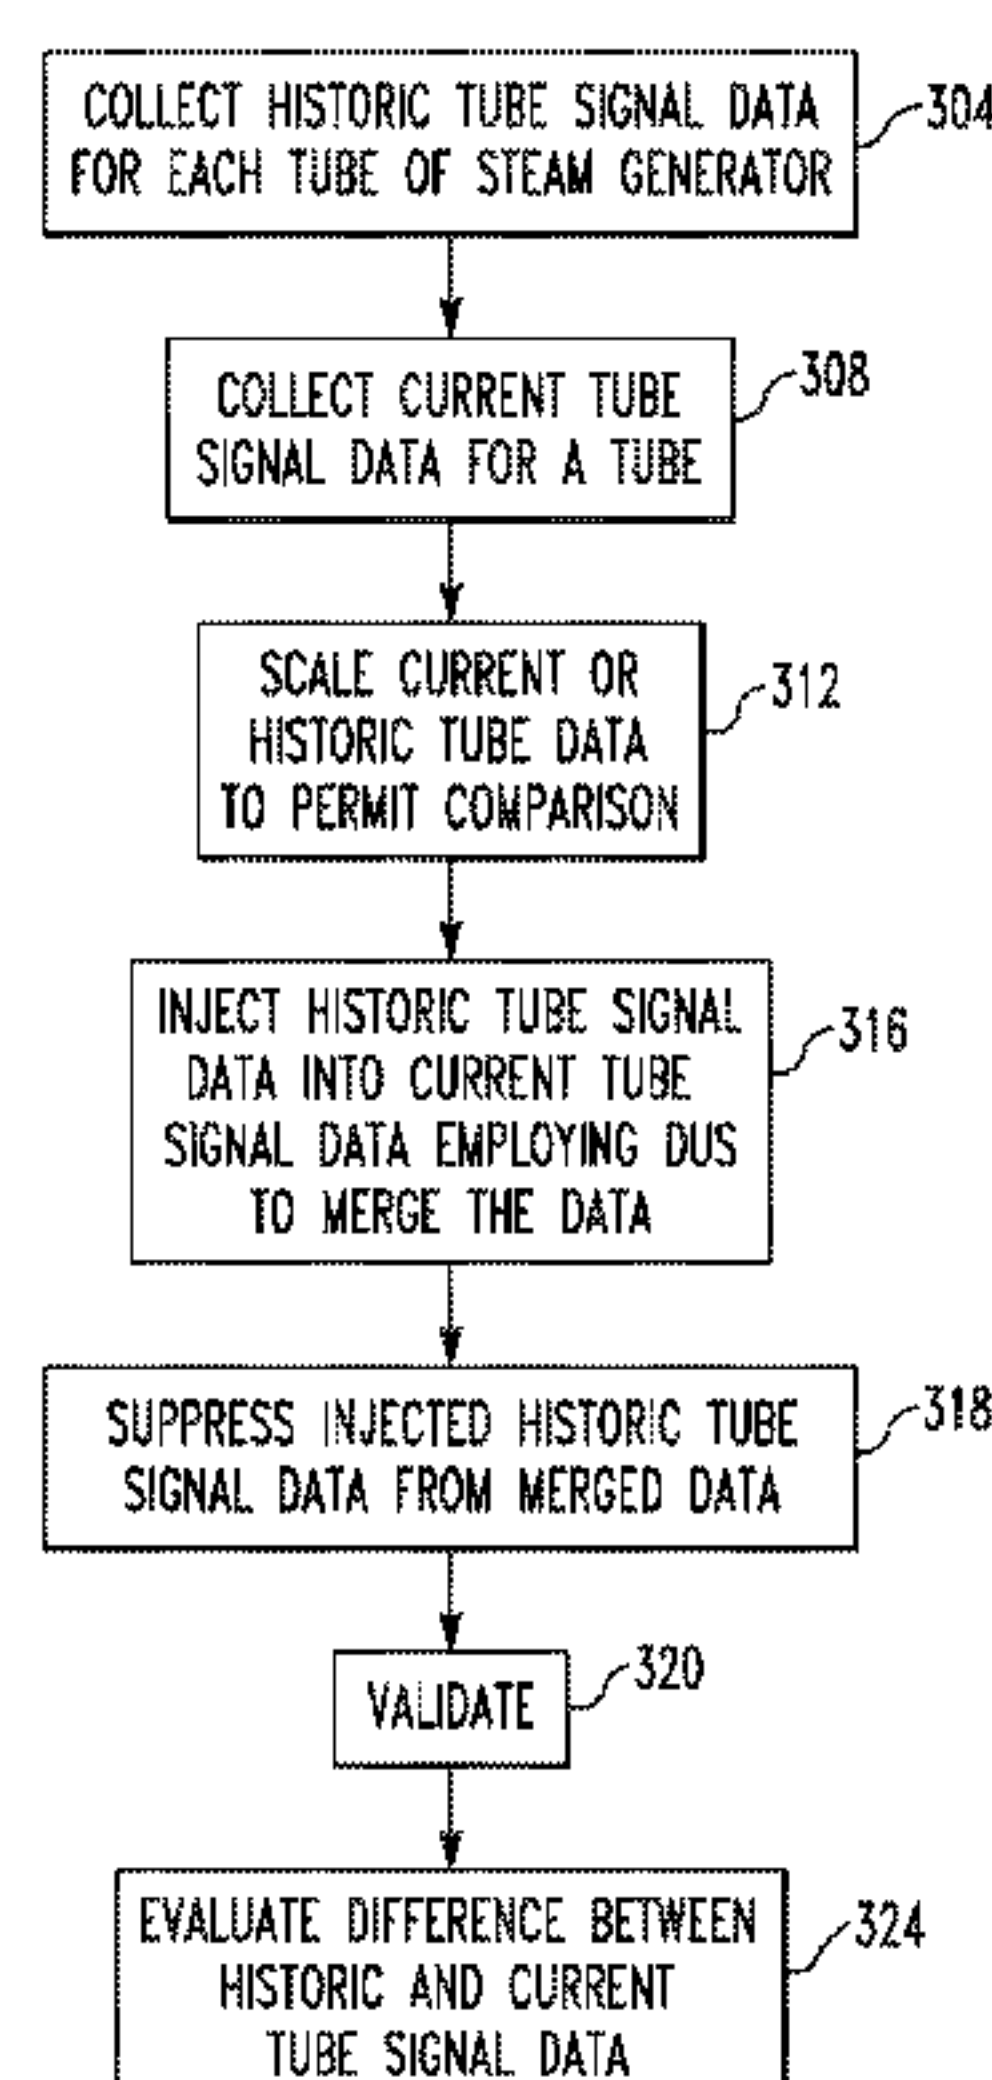 COLLECT HISTORIC TUBE SIGNAL DATA
FOR EACH TUBE OF STEAM GENERATOR
304
COLLECT CURRENT TUBE
SIGNAL DATA FOR A TUBE
308
SCALE CURRENT OR
HISTORIC TUBE DATA
TO PERMIT COMPARISON
312
INJECT HISTORIC TUBE SIGNAL
DATA INTO CURRENT TUBE
SIGNAL DATA EMPLOYING DUS
TO MERGE THE DATA
316
SUPPRESS INJECTED HISTORIC TUBE
SIGNAL DATA FROM MERGED DATA
318
VALIDATE
320
EVALUATE DIFFERENCE BETWEEN
HISTORIC AND CURRENT
TUBE SIGNAL DATA
324